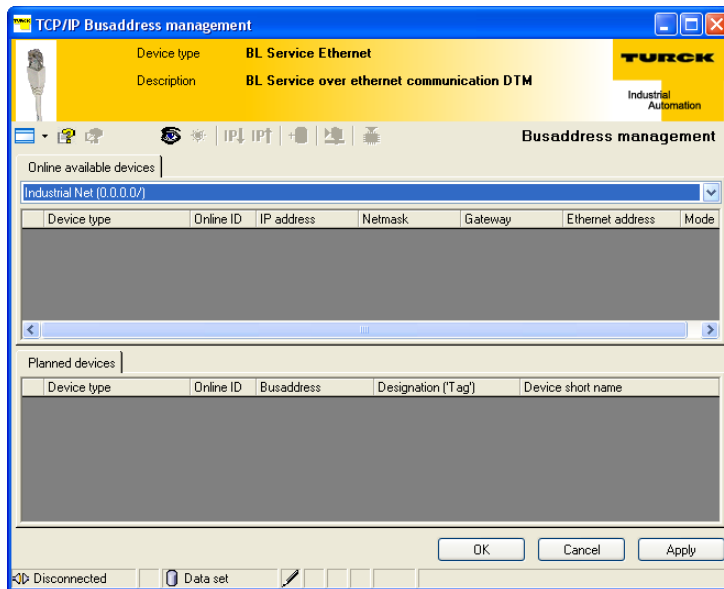 TURCK TCP/IP Busaddress management
Device type BL Service Ethernet
Description BL Service over ethernet communication DTM
TURCK
Industrial
Automation
IP IP Busaddress management
Online available devices
Industrial Net (0.0.0.0/)
Device type Online ID IP address Netmask Gateway Ethernet address Mode
Planned devices
Device type Online ID Busaddress Designation ('Tag') Device short name
OK Cancel Apply
Disconnected Data set